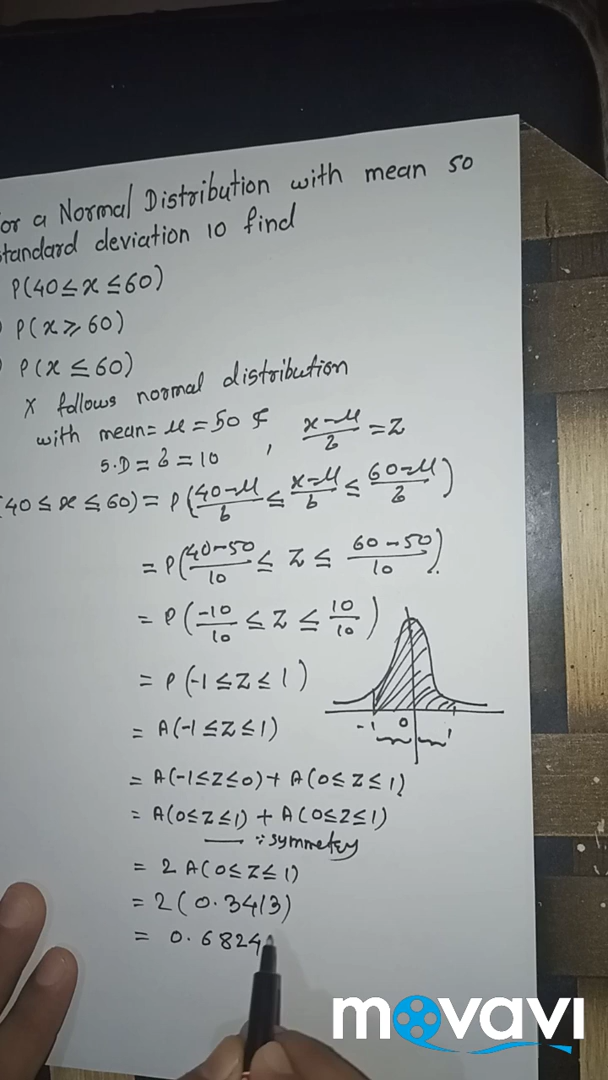 or a Normal Distribution with mean 50
standard deviation 10 find
P(40≤x≤60)
P(x≥60)
P(x≤60)
X follows normal distribution
with mean=μ=50 &
S.D=σ=10 , (x-μ)/σ =Z
(40≤x≤60)= P((40-μ)/σ ≤ (x-μ)/σ ≤ (60-μ)/σ)
= P((40-50)/10 ≤ Z ≤ (60-50)/10)
= P(-10/10 ≤ Z ≤ 10/10)
= P(-1≤Z≤1)
-1 0 1
= A(-1≤Z≤1)
= A(-1≤Z≤0)+ A(0≤Z≤1)
= A(0≤Z≤1) + A(0≤Z≤1)
— ∵ symmetry
= 2 A(0≤Z≤1)
= 2(0.3413)
= 0.6824
movavi